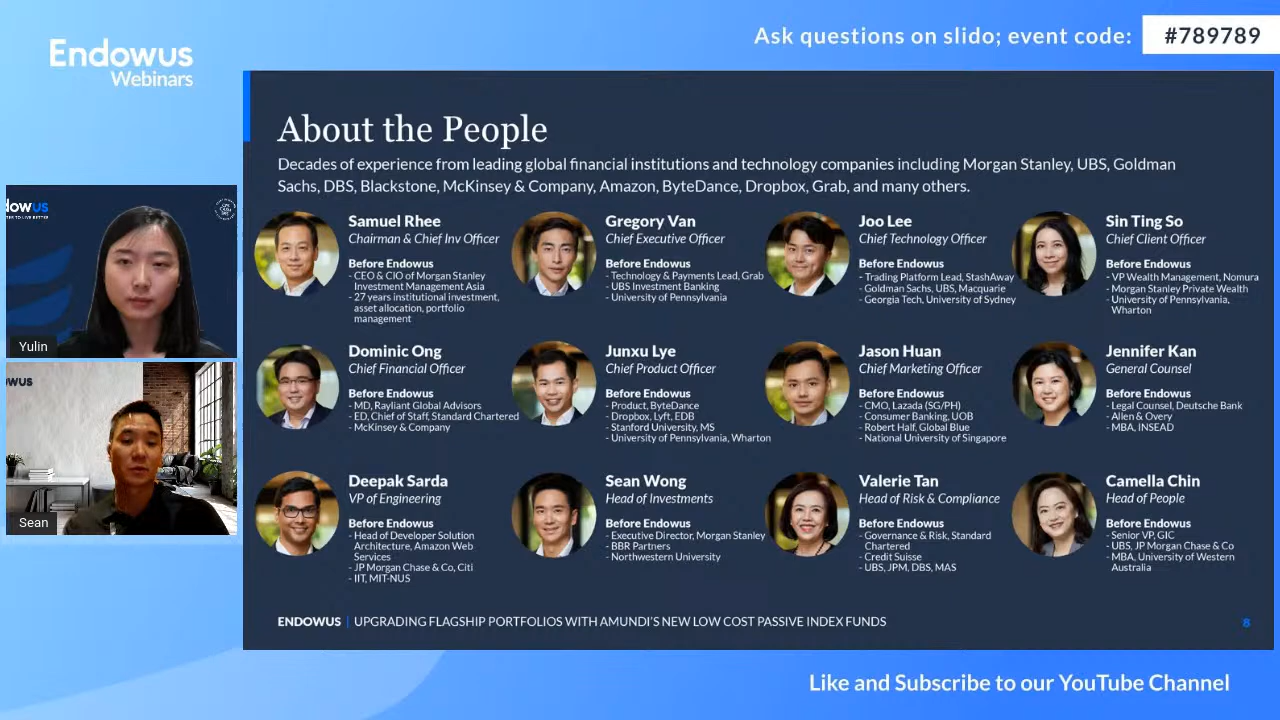 Endowus
Webinars
Ask questions on slido; event code:
#789789
About the People
Decades of experience from leading global financial institutions and technology companies including Morgan Stanley, UBS, Goldman
Sachs, DBS, Blackstone, McKinsey & Company, Amazon, ByteDance, Dropbox, Grab, and many others.
Samuel Rhee
Chairman & Chief Inv Officer
Before Endowus
- CEO & CIO of Morgan Stanley
Investment Management Asia
- 27 years institutional investment,
asset allocation, portfolio
management
Gregory Van
Chief Executive Officer
Before Endowus
- Technology & Payments Lead, Grab
- UBS Investment Banking
- University of Pennsylvania
Joo Lee
Chief Technology Officer
Before Endowus
- Trading Platform Lead, StashAway
- Goldman Sachs, UBS, Macquarie
- Georgia Tech, University of Sydney
Sin Ting So
Chief Client Officer
Before Endowus
- VP Wealth Management, Nomura
- Morgan Stanley Private Wealth
- University of Pennsylvania,
Wharton
Dominic Ong
Chief Financial Officer
Before Endowus
- MD, Rayliant Global Advisors
- ED, Chief of Staff, Standard Chartered
- McKinsey & Company
Junxu Lye
Chief Product Officer
Before Endowus
- Product, ByteDance
- Dropbox, Lyft, EDB
- Stanford University, MS
- University of Pennsylvania, Wharton
Jason Huan
Chief Marketing Officer
Before Endowus
- CMO, Lazada (SG/PH)
- Consumer Banking, UOB
- Robert Half, Global Blue
- National University of Singapore
Jennifer Kan
General Counsel
Before Endowus
- Legal Counsel, Deutsche Bank
- Allen & Overy
- MBA, INSEAD
Deepak Sarda
VP of Engineering
Before Endowus
- Head of Developer Solution
Architecture, Amazon Web
Services
- JP Morgan Chase & Co, Citi
- IIT, MIT-NUS
Sean Wong
Head of Investments
Before Endowus
- Executive Director, Morgan Stanley
- BBR Partners
- Northwestern University
Valerie Tan
Head of Risk & Compliance
Before Endowus
- Governance & Risk, Standard
Chartered
- Credit Suisse
- UBS, JPM, DBS, MAS
Camella Chin
Head of People
Before Endowus
- Senior VP, GIC
- UBS, JP Morgan Chase & Co
- MBA, University of Western
Australia
ENDOWUS | UPGRADING FLAGSHIP PORTFOLIOS WITH AMUNDI'S NEW LOW COST PASSIVE INDEX FUNDS
8
dowus
Yulin
owus
Sean
Like and Subscribe to our YouTube Channel